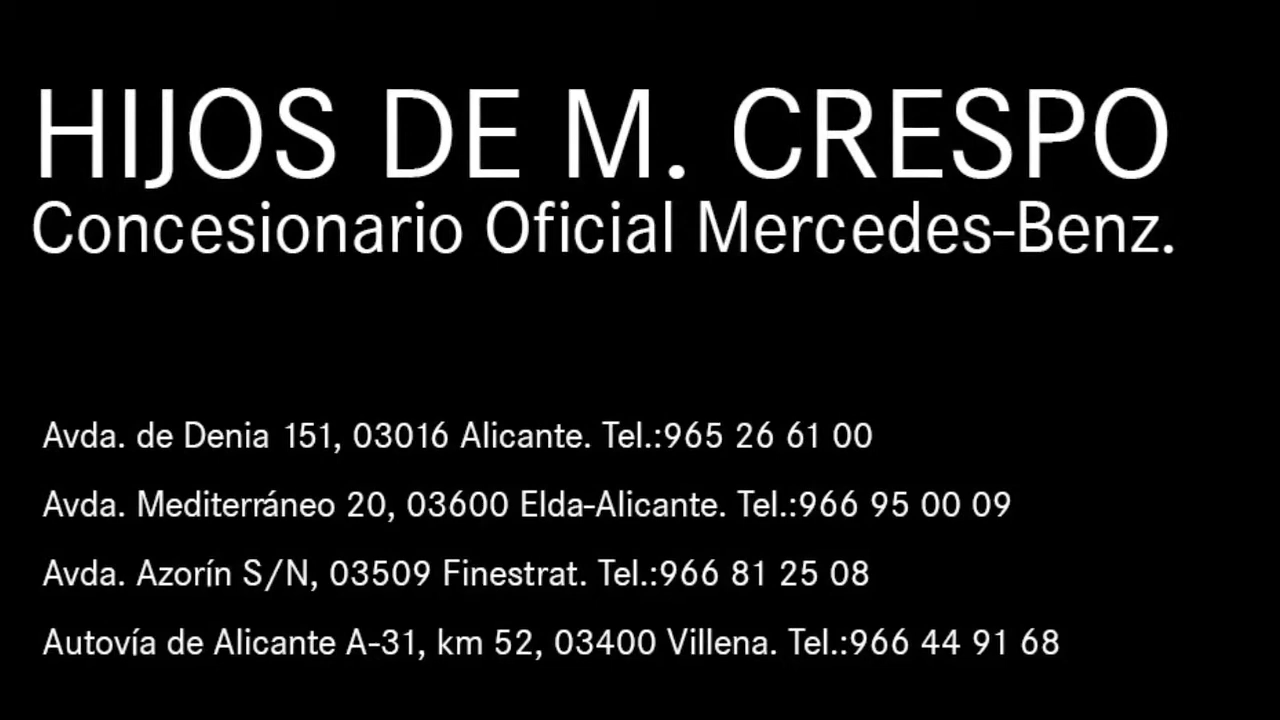 HIJOS DE M. CRESPO
Concesionario Oficial Mercedes-Benz.
Avda. de Denia 151, 03016 Alicante. Tel.:965 26 61 00
Avda. Mediterráneo 20, 03600 Elda-Alicante. Tel.:966 95 00 09
Avda. Azorín S/N, 03509 Finestrat. Tel.:966 81 25 08
Autovía de Alicante A-31, km 52, 03400 Villena. Tel.:966 44 91 68